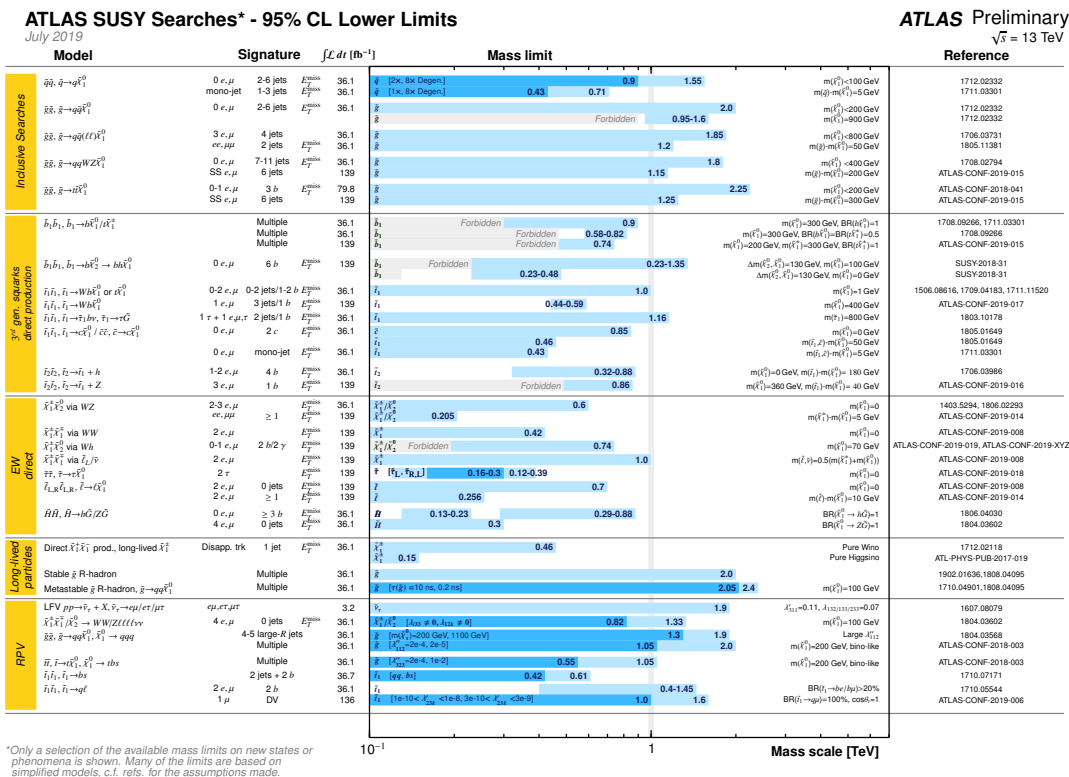 ATLAS SUSY Searches* - 95% CL Lower Limits
July 2019
ATLAS Preliminary
√s = 13 TeV
Model Signature ∫L dt [fb⁻¹] Mass limit Reference
Inclusive Searches
q̃q̃, q̃→qχ̃₁⁰ 0 e, μ 2-6 jets E_T^miss 36.1 q̃ [2×, 8× Degen.] 0.9 1.55 m(χ̃₁⁰)<100 GeV 1712.02332
mono-jet 1-3 jets E_T^miss 36.1 q̃ [1×, 8× Degen.] 0.43 0.71 m(q̃)-m(χ̃₁⁰)=5 GeV 1711.03301
g̃g̃, g̃→qq̄χ̃₁⁰ 0 e, μ 2-6 jets E_T^miss 36.1 g̃ 2.0 m(χ̃₁⁰)<200 GeV 1712.02332
g̃ Forbidden 0.95-1.6 m(χ̃₁⁰)=900 GeV 1712.02332
g̃g̃, g̃→qq̄(ℓℓ)χ̃₁⁰ 3 e, μ 4 jets 36.1 g̃ 1.85 m(χ̃₁⁰)<800 GeV 1706.03731
ee, μμ 2 jets E_T^miss 36.1 g̃ 1.2 m(g̃)-m(χ̃₁⁰)=50 GeV 1805.11381
g̃g̃, g̃→qqWZχ̃₁⁰ 0 e, μ 7-11 jets E_T^miss 36.1 g̃ 1.8 m(χ̃₁⁰) <400 GeV 1708.02794
SS e, μ 6 jets 139 g̃ 1.15 m(g̃)-m(χ̃₁⁰)=200 GeV ATLAS-CONF-2019-015
g̃g̃, g̃→tt̄χ̃₁⁰ 0-1 e, μ 3 b E_T^miss 79.8 g̃ 2.25 m(χ̃₁⁰)<200 GeV ATLAS-CONF-2018-041
SS e, μ 6 jets 139 g̃ 1.25 m(g̃)-m(χ̃₁⁰)=300 GeV ATLAS-CONF-2019-015
3rd gen. squarks
direct production
b̃₁b̃₁, b̃₁→bχ̃₁⁰/tχ̃₁± Multiple 36.1 b̃₁ Forbidden 0.9 m(χ̃₁⁰)=300 GeV, BR(bχ̃₁⁰)=1 1708.09266, 1711.03301
Multiple 36.1 b̃₁ Forbidden 0.58-0.82 m(χ̃₁⁰)=300 GeV, BR(bχ̃₁⁰)=BR(tχ̃₁±)=0.5 1708.09266
Multiple 139 b̃₁ Forbidden 0.74 m(χ̃₁⁰)=200 GeV, m(χ̃₁±)=300 GeV, BR(tχ̃₁±)=1 ATLAS-CONF-2019-015
b̃₁b̃₁, b̃₁→bχ̃₂⁰ → bhχ̃₁⁰ 0 e, μ 6 b E_T^miss 139 b̃₁ Forbidden 0.23-1.35 Δm(χ̃₂⁰, χ̃₁⁰)=130 GeV, m(χ̃₁⁰)=100 GeV SUSY-2018-31
b̃₁ 0.23-0.48 Δm(χ̃₂⁰, χ̃₁⁰)=130 GeV, m(χ̃₁⁰)=0 GeV SUSY-2018-31
t̃₁t̃₁, t̃₁→Wbχ̃₁⁰ or tχ̃₁⁰ 0-2 e, μ 0-2 jets/1-2 b E_T^miss 36.1 t̃₁ 1.0 m(χ̃₁⁰)=1 GeV 1506.08616, 1709.04183, 1711.11520
t̃₁t̃₁, t̃₁→Wbχ̃₁⁰ 1 e, μ 3 jets/1 b E_T^miss 139 t̃₁ 0.44-0.59 m(χ̃₁⁰)=400 GeV ATLAS-CONF-2019-017
t̃₁t̃₁, t̃₁→τ̃₁bν, τ̃₁→τG̃ 1 τ + 1 e,μ,τ 2 jets/1 b E_T^miss 36.1 t̃₁ 1.16 m(τ̃₁)=800 GeV 1803.10178
t̃₁t̃₁, t̃₁→cχ̃₁⁰ / c̃c̃, c̃→cχ̃₁⁰ 0 e, μ 2 c E_T^miss 36.1 c̃ 0.85 m(χ̃₁⁰)=0 GeV 1805.01649
t̃₁ 0.46 m(t̃₁,c̃)-m(χ̃₁⁰)=50 GeV 1805.01649
0 e, μ mono-jet E_T^miss 36.1 t̃₁ 0.43 m(t̃₁,c̃)-m(χ̃₁⁰)=5 GeV 1711.03301
t̃₂t̃₂, t̃₂→t̃₁ + h 1-2 e, μ 4 b E_T^miss 36.1 t̃₂ 0.32-0.88 m(χ̃₁⁰)=0 GeV, m(t̃₁)-m(χ̃₁⁰)= 180 GeV 1706.03986
t̃₂t̃₂, t̃₂→t̃₁ + Z 3 e, μ 1 b E_T^miss 139 t̃₂ Forbidden 0.86 m(χ̃₁⁰)=360 GeV, m(t̃₁)-m(χ̃₁⁰)= 40 GeV ATLAS-CONF-2019-016
EW
direct
χ̃₁±χ̃₂⁰ via WZ 2-3 e, μ E_T^miss 36.1 χ̃₁±/χ̃₂⁰ 0.6 m(χ̃₁⁰)=0 1403.5294, 1806.02293
ee, μμ ≥ 1 E_T^miss 139 χ̃₁±/χ̃₂⁰ 0.205 m(χ̃₁±)-m(χ̃₁⁰)=5 GeV ATLAS-CONF-2019-014
χ̃₁±χ̃₁∓ via WW 2 e, μ E_T^miss 139 χ̃₁± 0.42 m(χ̃₁⁰)=0 ATLAS-CONF-2019-008
χ̃₁±χ̃₂⁰ via Wh 0-1 e, μ 2 b/2 γ E_T^miss 139 χ̃₁±/χ̃₂⁰ Forbidden 0.74 m(χ̃₁⁰)=70 GeV ATLAS-CONF-2019-019, ATLAS-CONF-2019-XYZ
χ̃₁±χ̃₁∓ via ℓ̃_L/ν̃ 2 e, μ E_T^miss 139 χ̃₁± 1.0 m(ℓ̃,ν̃)=0.5(m(χ̃₁±)+m(χ̃₁⁰)) ATLAS-CONF-2019-008
τ̃τ̃, τ̃→τχ̃₁⁰ 2 τ E_T^miss 139 τ̃ [τ̃_L, τ̃_R,L] 0.16-0.3 0.12-0.39 m(χ̃₁⁰)=0 ATLAS-CONF-2019-018
ℓ̃_L,Rℓ̃_L,R, ℓ̃→ℓχ̃₁⁰ 2 e, μ 0 jets E_T^miss 139 ℓ̃ 0.7 m(χ̃₁⁰)=0 ATLAS-CONF-2019-008
2 e, μ ≥ 1 E_T^miss 139 ℓ̃ 0.256 m(ℓ̃)-m(χ̃₁⁰)=10 GeV ATLAS-CONF-2019-014
H̃H̃, H̃→hG̃/ZG̃ 0 e, μ ≥ 3 b E_T^miss 36.1 H̃ 0.13-0.23 0.29-0.88 BR(χ̃₁⁰ → hG̃)=1 1806.04030
4 e, μ 0 jets E_T^miss 36.1 H̃ 0.3 BR(χ̃₁⁰ → ZG̃)=1 1804.03602
Long-lived
particles
Direct χ̃₁⁺χ̃₁⁻ prod., long-lived χ̃₁± Disapp. trk 1 jet E_T^miss 36.1 χ̃₁± 0.46 Pure Wino 1712.02118
χ̃₁± 0.15 Pure Higgsino ATL-PHYS-PUB-2017-019
Stable g̃ R-hadron Multiple 36.1 g̃ 2.0 1902.01636,1808.04095
Metastable g̃ R-hadron, g̃→qqχ̃₁⁰ Multiple 36.1 g̃ [τ(g̃) =10 ns, 0.2 ns] 2.05 2.4 m(χ̃₁⁰)=100 GeV 1710.04901,1808.04095
RPV
LFV pp→ν̃_τ + X, ν̃_τ→eμ/eτ/μτ eμ,eτ,μτ 3.2 ν̃_τ 1.9 λ′₃₁₁=0.11, λ₁₃₂/₁₃₃/₂₃₃=0.07 1607.08079
χ̃₁±χ̃₁∓/χ̃₂⁰ → WW/Zℓℓℓℓνν 4 e, μ 0 jets E_T^miss 36.1 χ̃₁±/χ̃₂⁰ [λ_i33 ≠ 0, λ_12k ≠ 0] 0.82 1.33 m(χ̃₁⁰)=100 GeV 1804.03602
g̃g̃, g̃→qqχ̃₁⁰, χ̃₁⁰ → qqq 4-5 large-R jets 36.1 g̃ [m(χ̃₁⁰)=200 GeV, 1100 GeV] 1.3 1.9 Large λ″₁₁₂ 1804.03568
Multiple 36.1 g̃ [λ″₁₁₂=2e-4, 2e-5] 1.05 2.0 m(χ̃₁⁰)=200 GeV, bino-like ATLAS-CONF-2018-003
t̃t̃, t̃→tχ̃₁⁰, χ̃₁⁰ → tbs Multiple 36.1 g̃ [λ″₃₂₃=2e-4, 1e-2] 0.55 1.05 m(χ̃₁⁰)=200 GeV, bino-like ATLAS-CONF-2018-003
t̃₁t̃₁, t̃₁→bs 2 jets + 2 b 36.7 t̃₁ [qq, bs] 0.42 0.61 1710.07171
t̃₁t̃₁, t̃₁→qℓ 2 e, μ 2 b 36.1 t̃₁ 0.4-1.45 BR(t̃₁→be/bμ)>20% 1710.05544
1 μ DV 136 t̃₁ [1e-10< λ′₂₃ₖ <1e-8, 3e-10< λ′₂₃ₖ <3e-9] 1.0 1.6 BR(t̃₁→qμ)=100%, cosθ_t=1 ATLAS-CONF-2019-006
10⁻¹ 1 Mass scale [TeV]
*Only a selection of the available mass limits on new states or
phenomena is shown. Many of the limits are based on
simplified models, c.f. refs. for the assumptions made.